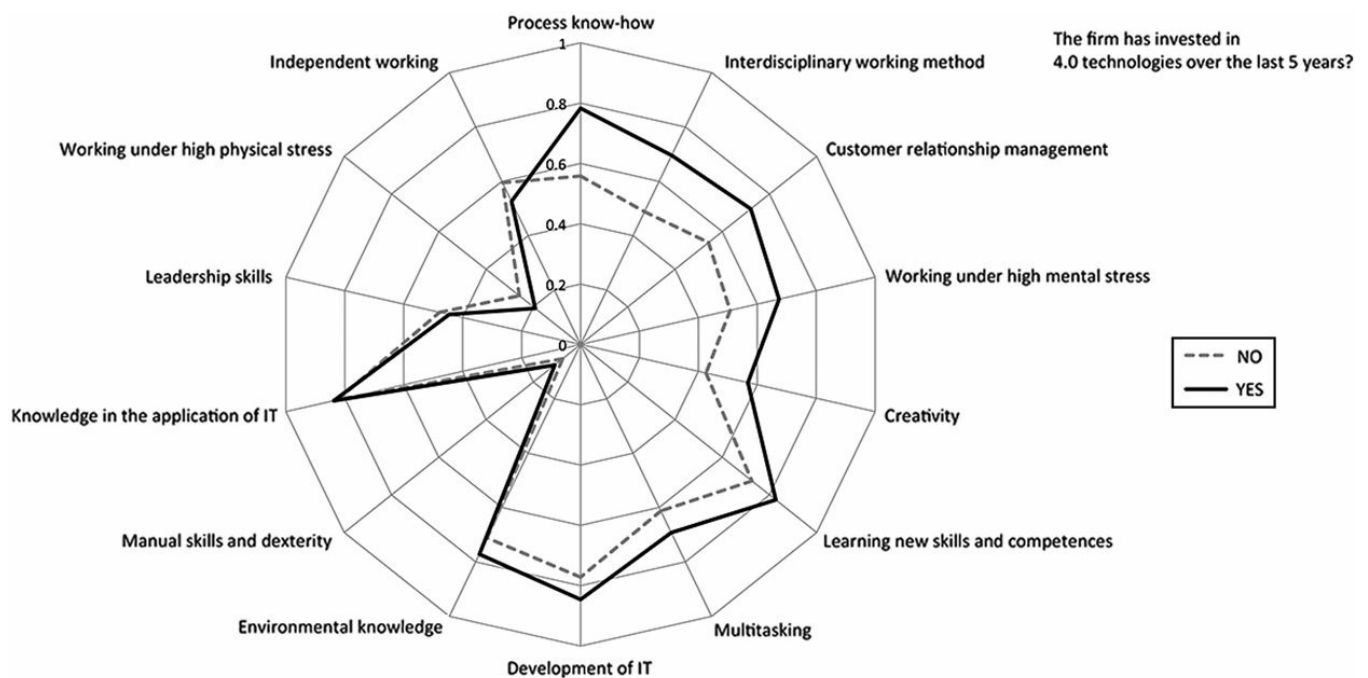 Process know-how
1
The firm has invested in
4.0 technologies over the last 5 years?
Independent working
Interdisciplinary working method
0.8
Working under high physical stress
Customer relationship management
0.6
0.4
Leadership skills
Working under high mental stress
0.2
0
NO
YES
Knowledge in the application of IT
Creativity
Manual skills and dexterity
Learning new skills and competences
Environmental knowledge
Multitasking
Development of IT